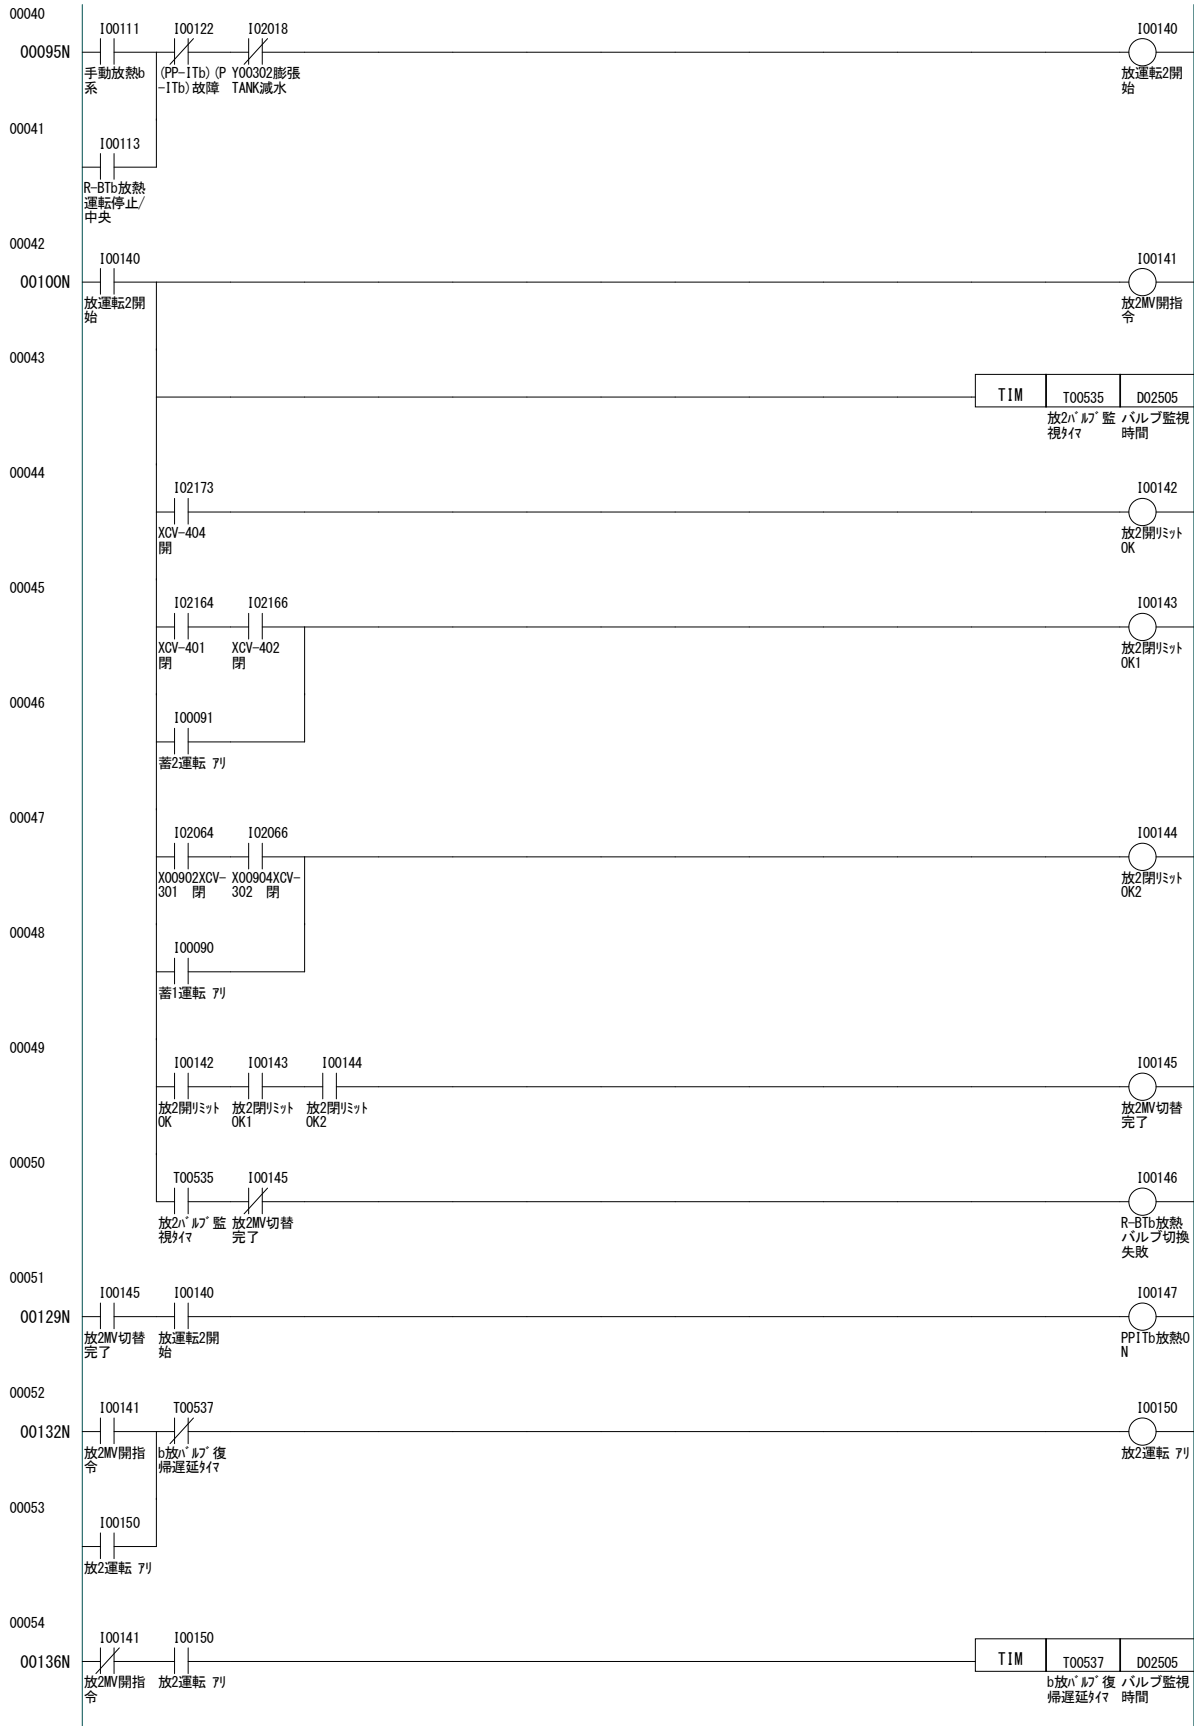 00040
I00111 I00122 I02018 I00140
00095N
手動放熱b (PP-ITb)(P Y00302膨張 放運転2開
系 -ITb)故障 TANK減水 始
00041
I00113
R-BTb放熱
運転停止/
中央
00042
I00140 I00141
00100N
放運転2開 放2MV開指
始 令
00043
TIM T00535 D02505
放2ﾊﾞﾙﾌﾞ監 バルブ監視
視ﾀｲﾏ 時間
00044
I02173 I00142
XCV-404 放2開ﾘﾐｯﾄ
開 OK
00045
I02164 I02166 I00143
XCV-401 XCV-402 放2閉ﾘﾐｯﾄ
閉 閉 OK1
00046
I00091
蓄2運転 ｱﾘ
00047
I02064 I02066 I00144
X00902XCV- X00904XCV- 放2閉ﾘﾐｯﾄ
301 閉 302 閉 OK2
00048
I00090
蓄1運転 ｱﾘ
00049
I00142 I00143 I00144 I00145
放2開ﾘﾐｯﾄ 放2閉ﾘﾐｯﾄ 放2閉ﾘﾐｯﾄ 放2MV切替
OK OK1 OK2 完了
00050
T00535 I00145 I00146
放2ﾊﾞﾙﾌﾞ監 放2MV切替 R-BTb放熱
視ﾀｲﾏ 完了 バルブ切換
失敗
00051
I00145 I00140 I00147
00129N
放2MV切替 放運転2開 PPITb放熱O
完了 始 N
00052
I00141 T00537 I00150
00132N
放2MV開指 b放ﾊﾞﾙﾌﾞ復 放2運転 ｱﾘ
令 帰遅延ﾀｲﾏ
00053
I00150
放2運転 ｱﾘ
00054
I00141 I00150
00136N TIM T00537 D02505
放2MV開指 放2運転 ｱﾘ b放ﾊﾞﾙﾌﾞ復 バルブ監視
令 帰遅延ﾀｲﾏ 時間